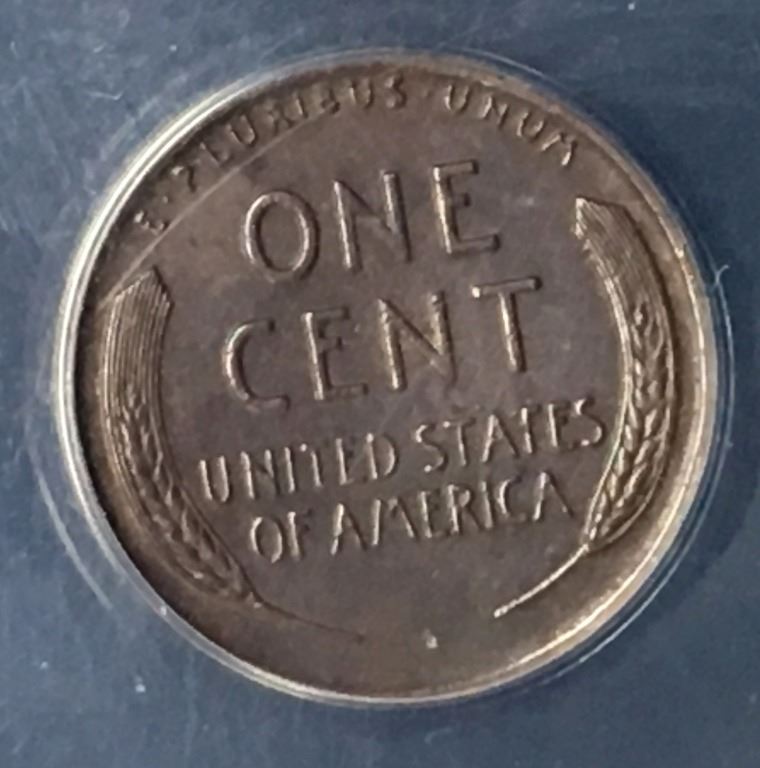 E · PLURIBUS · UNUM
ONE
CENT
UNITED STATES
OF AMERICA